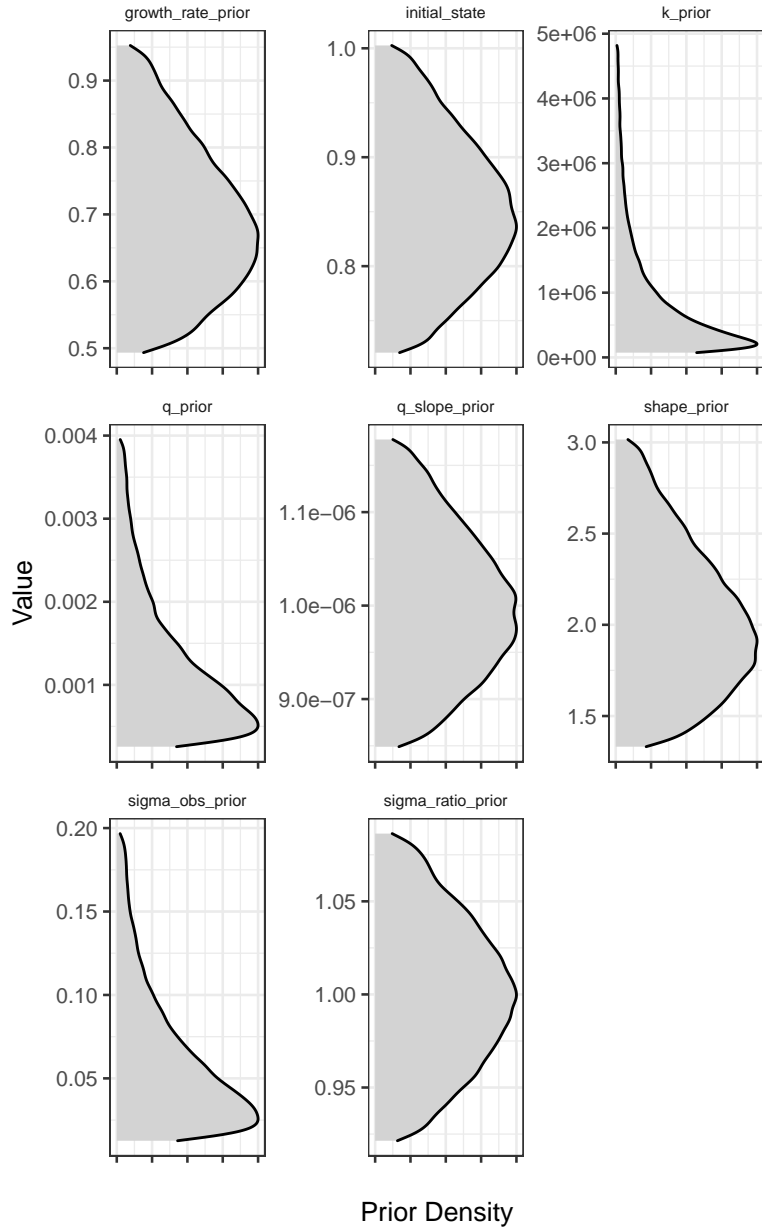 growth_rate_prior
initial_state
k_prior
0.9
0.8
0.7
0.6
0.5
1.0
0.9
0.8
5e+06
4e+06
3e+06
2e+06
1e+06
0e+00
q_prior
q_slope_prior
shape_prior
0.004
0.003
0.002
0.001
1.1e-06
1.0e-06
9.0e-07
3.0
2.5
2.0
1.5
Value
sigma_obs_prior
sigma_ratio_prior
0.20
0.15
0.10
0.05
1.05
1.00
0.95
Prior Density